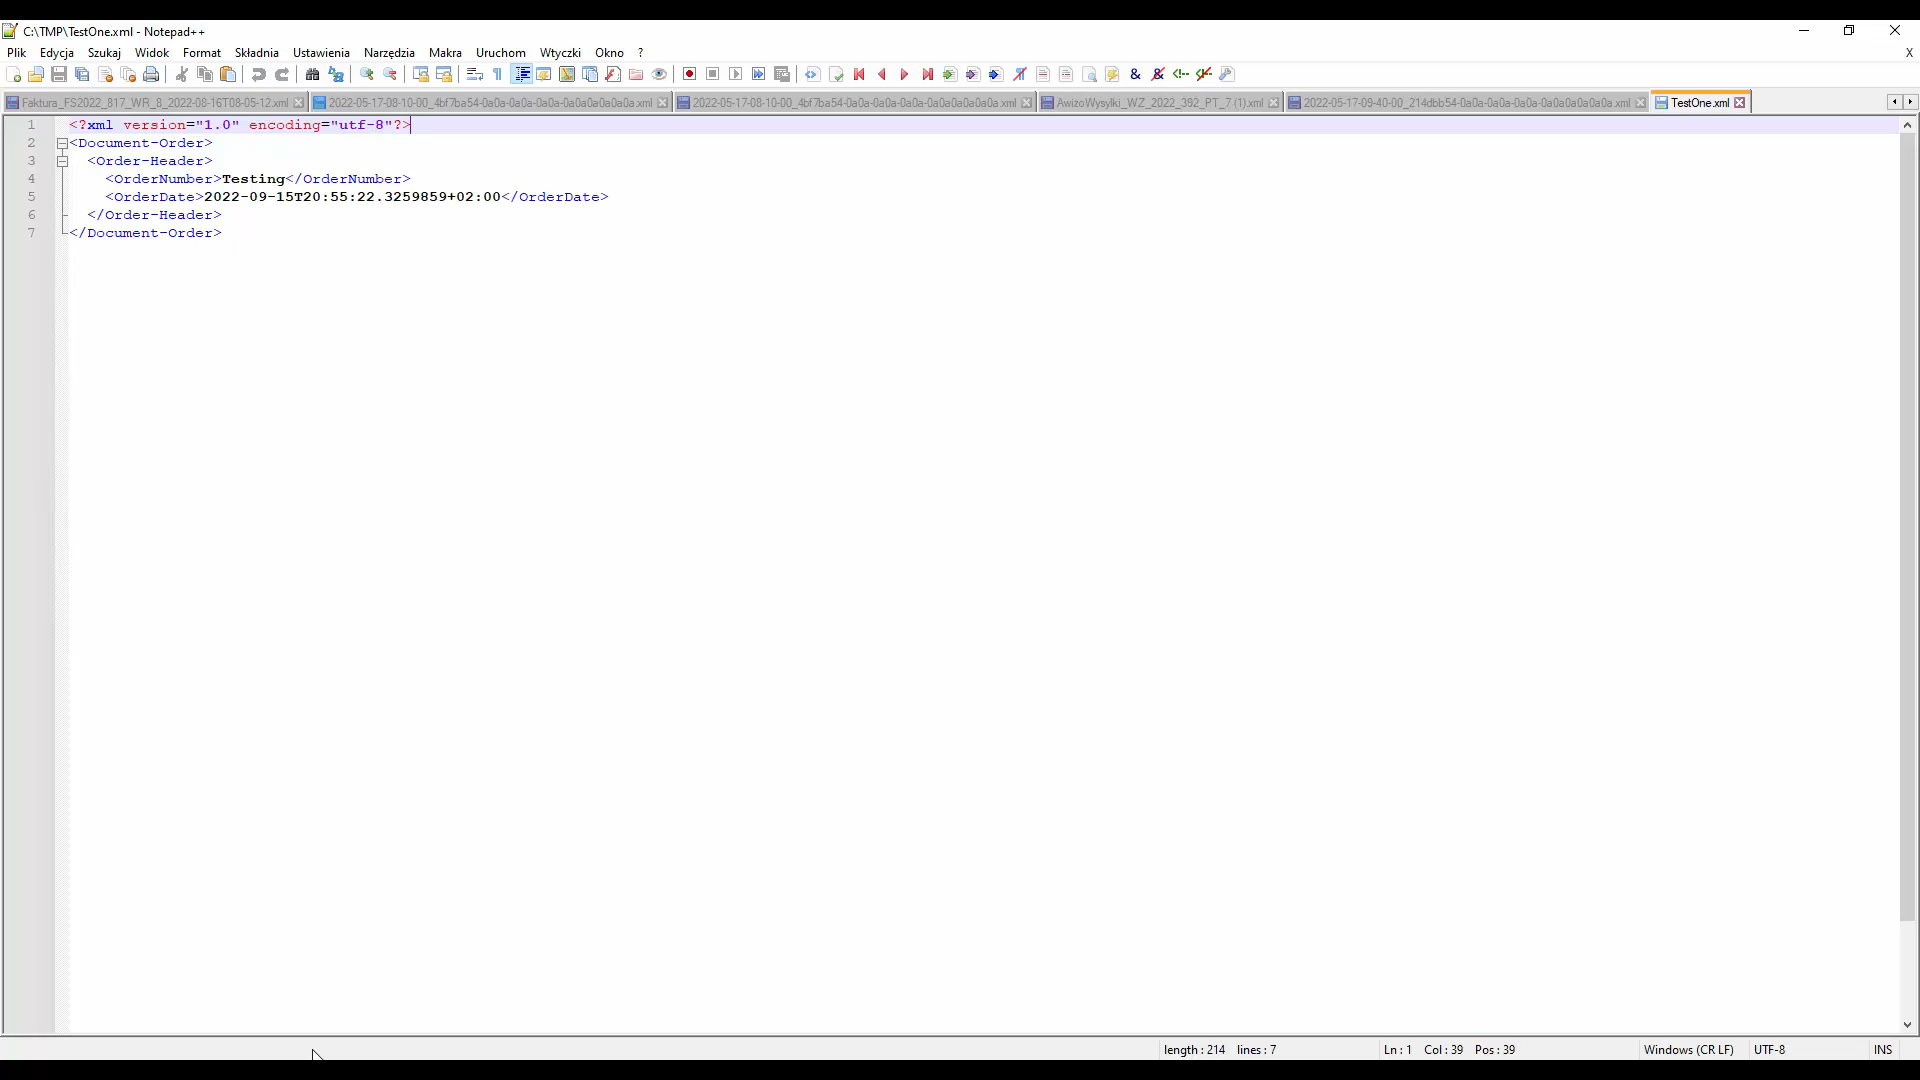 C:\TMP\TestOne.xml - Notepad++
Plik Edycja Szukaj Widok Format Składnia Ustawienia Narzędzia Makra Uruchom Wtyczki Okno ? X
Faktura_FS2022_817_WR_8_2022-08-16T08-05-12.xml 2022-05-17-08-10-00_4bf7ba54-0a0a-0a0a-0a0a-0a0a0a0a0a0a.xml 2022-05-17-08-10-00_4bf7ba54-0a0a-0a0a-0a0a-0a0a0a0a0a0a.xml AwizoWysylki_WZ_2022_392_PT_7 (1).xml 2022-05-17-09-40-00_214dbb54-0a0a-0a0a-0a0a-0a0a0a0a0a0a.xml TestOne.xml
1 <?xml version="1.0" encoding="utf-8"?>
2 <Document-Order>
3 <Order-Header>
4 <OrderNumber>Testing</OrderNumber>
5 <OrderDate>2022-09-15T20:55:22.3259859+02:00</OrderDate>
6 </Order-Header>
7 </Document-Order>
length : 214 lines : 7 Ln : 1 Col : 39 Pos : 39 Windows (CR LF) UTF-8 INS